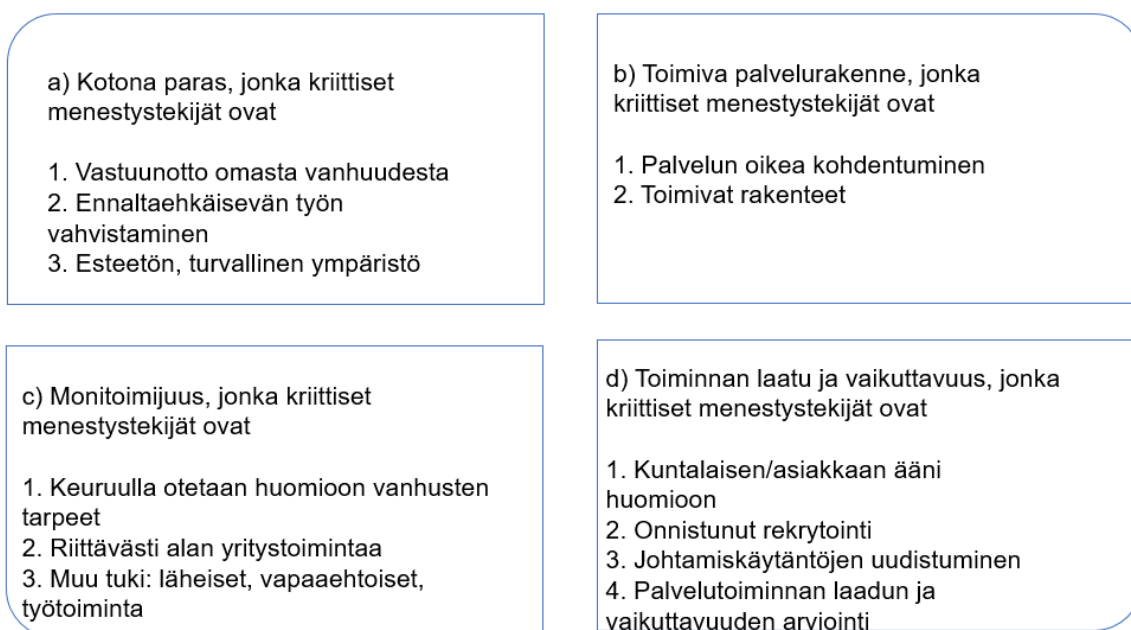 a) Kotona paras, jonka kriittiset
menestystekijät ovat
1. Vastuunotto omasta vanhuudesta
2. Ennaltaehkäisevän työn
vahvistaminen
3. Esteetön, turvallinen ympäristö
b) Toimiva palvelurakenne, jonka
kriittiset menestystekijät ovat
1. Palvelun oikea kohdentuminen
2. Toimivat rakenteet
c) Monitoimijuus, jonka kriittiset
menestystekijät ovat
1. Keuruulla otetaan huomioon vanhusten
tarpeet
2. Riittävästi alan yritystoimintaa
3. Muu tuki: läheiset, vapaaehtoiset,
työtoiminta
d) Toiminnan laatu ja vaikuttavuus, jonka
kriittiset menestystekijät ovat
1. Kuntalaisen/asiakkaan ääni
huomioon
2. Onnistunut rekrytointi
3. Johtamiskäytäntöjen uudistuminen
4. Palvelutoiminnan laadun ja
vaikuttavuuden arviointi